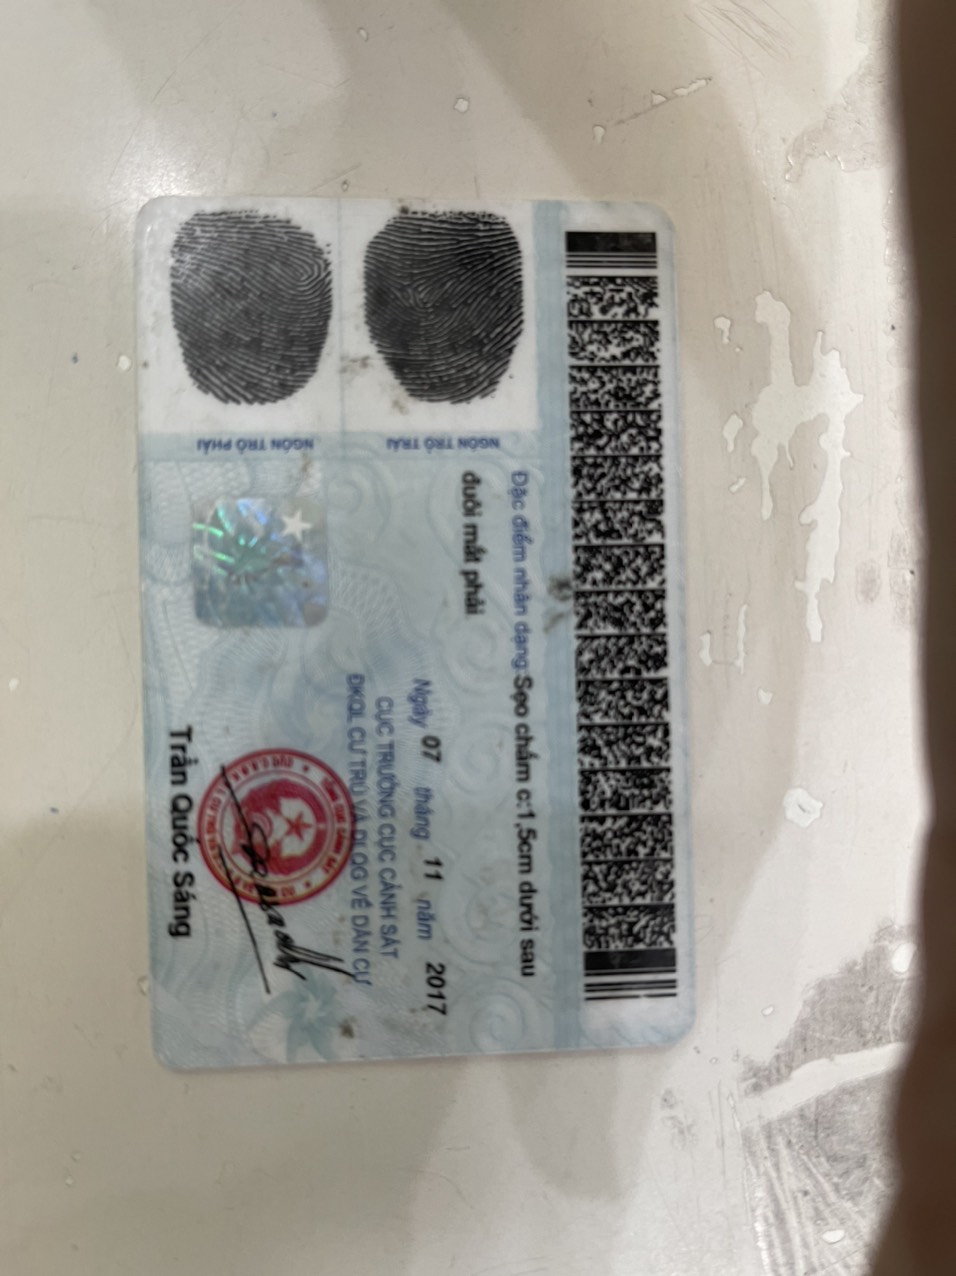 Đặc điểm nhân dạng: Sẹo chấm c:1,5cm dưới sau
đuôi mắt phải
NGÓN TRỎ TRÁI
NGÓN TRỎ PHẢI
Ngày 07 tháng 11 năm 2017
CỤC TRƯỞNG CỤC CẢNH SÁT
ĐKQL CƯ TRÚ VÀ DLQG VỀ DÂN CƯ
Trần Quốc Sáng